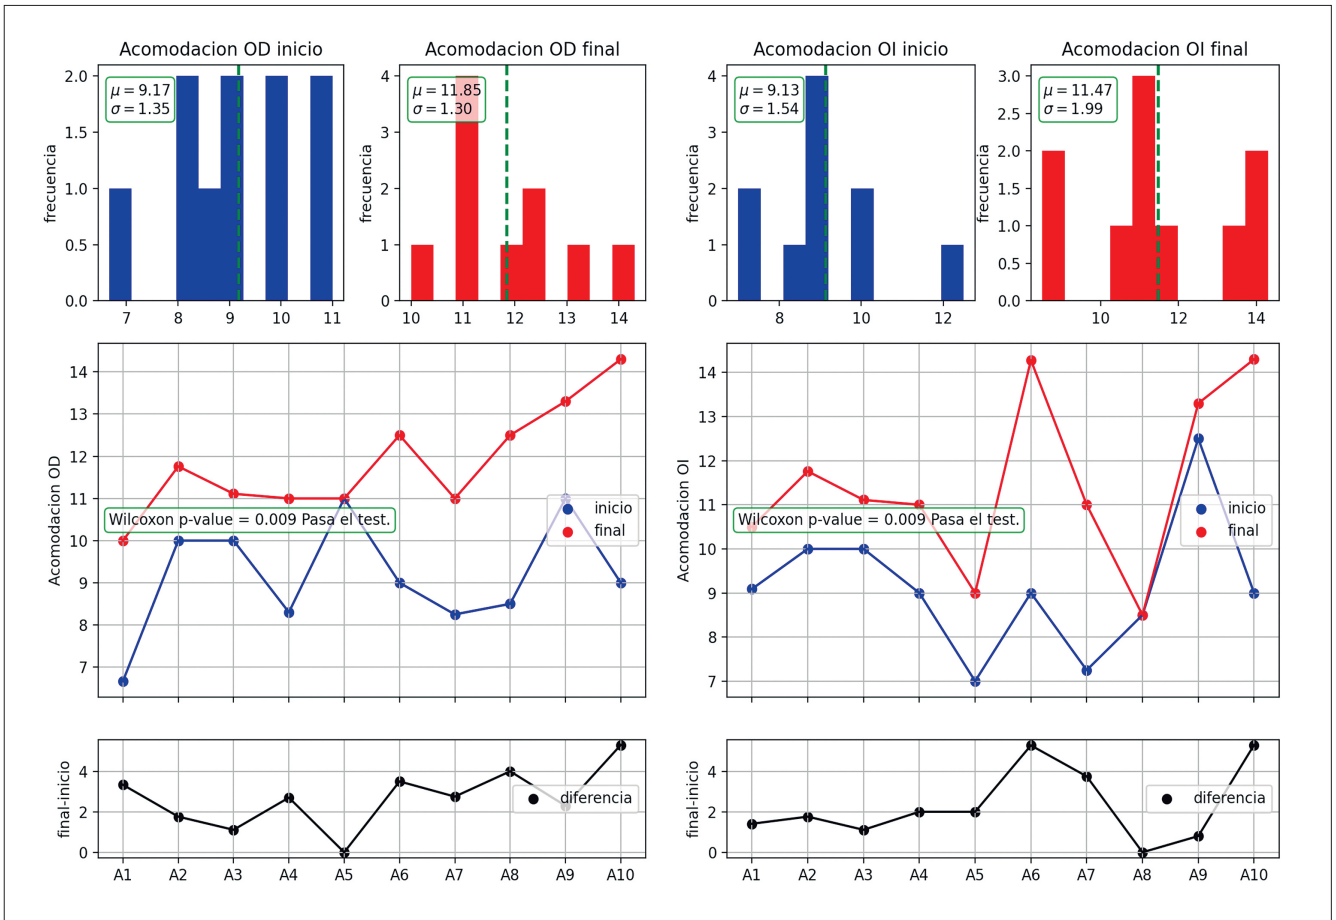 Acomodacion OD inicio
Acomodacion OD final
Acomodacion OI inicio
Acomodacion OI final
frecuencia
2.0
1.5
1.0
0.5
0.0
μ = 9.17
σ = 1.35
7 8 9 10 11
frecuencia
4
3
2
1
0
μ = 11.85
σ = 1.30
10 11 12 13 14
frecuencia
4
3
2
1
0
μ = 9.13
σ = 1.54
8 10 12
frecuencia
3.0
2.5
2.0
1.5
1.0
0.5
0.0
μ = 11.47
σ = 1.99
10 12 14
Acomodacion OD
14
13
12
11
10
9
8
7
Wilcoxon p-value = 0.009 Pasa el test.
inicio
final
Acomodacion OI
14
13
12
11
10
9
8
7
Wilcoxon p-value = 0.009 Pasa el test.
inicio
final
final-inicio
4
2
0
diferencia
A1 A2 A3 A4 A5 A6 A7 A8 A9 A10
final-inicio
4
2
0
diferencia
A1 A2 A3 A4 A5 A6 A7 A8 A9 A10